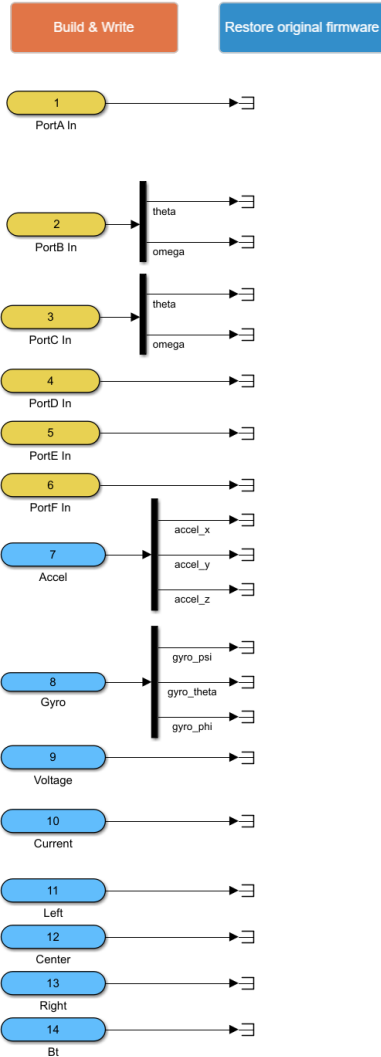 Build & Write
Restore original firmware
1
PortA In
theta
2
omega
PortB In
theta
3
omega
PortC In
4
PortD In
5
PortE In
6
PortF In
accel_x
7
accel_y
Accel
accel_z
gyro_psi
8
gyro_theta
Gyro
gyro_phi
9
Voltage
10
Current
11
Left
12
Center
13
Right
14
Bt